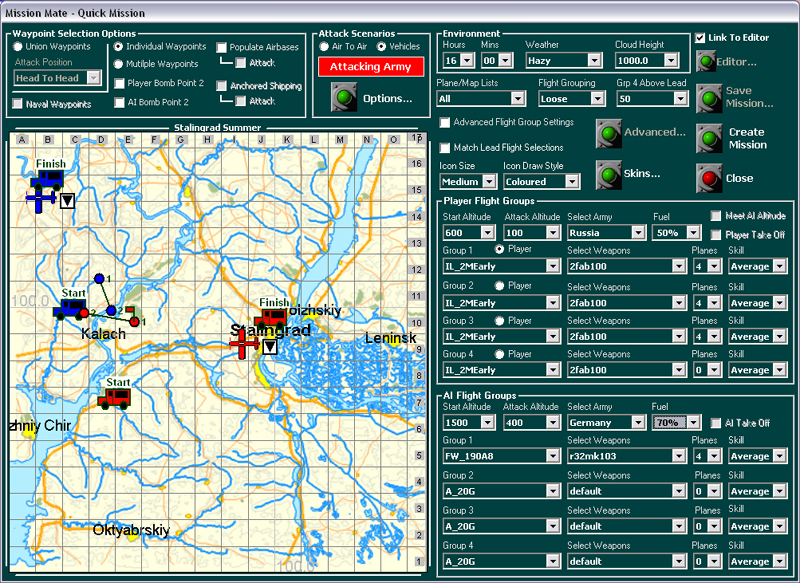 Mission Mate - Quick Mission
Waypoint Selection Options
Union Waypoints
Individual Waypoints
Populate Airbases
Attack Position
Mutilple Waypoints
Attack
Head To Head
Player Bomb Point 2
Anchored Shipping
Naval Waypoints
AI Bomb Point 2
Attack
Attack Scenarios
Air To Air
Vehicles
Attacking Army
Options...
Environment
Hours
Mins
Weather
Cloud Height
16
00
Hazy
1000.0
Link To Editor
Editor...
Plane/Map Lists
Flight Grouping
Grp 4 Above Lead
All
Loose
50
Save
Mission...
Advanced Flight Group Settings
Advanced...
Create
Mission
Match Lead Flight Selections
Icon Size
Icon Draw Style
Medium
Coloured
Skins...
Close
Stalingrad Summer
A B C D E F G H I J K L M N O
17
16
15
14
13
12
11
10
9
8
7
6
5
4
3
2
1
Finish
Start
1
2
2
1
100.0
Kalach
Finish
oizhskiy
Stalingrad
Leninsk
Start
zhniy Chir
Oktyabrskiy
100.0
Player Flight Groups
Start Altitude
Attack Altitude
Select Army
Fuel
Meet AI Altitude
600
100
Russia
50%
Player Take Off
Group 1
Player
Select Weapons
Planes
Skill
IL_2MEarly
2fab100
4
Average
Group 2
Player
Select Weapons
Planes
Skill
IL_2MEarly
2fab100
4
Average
Group 3
Player
Select Weapons
Planes
Skill
IL_2MEarly
2fab100
4
Average
Group 4
Player
Select Weapons
Planes
Skill
IL_2MEarly
2fab100
0
Average
AI Flight Groups
Start Altitude
Attack Altitude
Select Army
Fuel
1500
400
Germany
70%
AI Take Off
Group 1
Select Weapons
Planes
Skill
FW_190A8
r32mk103
4
Average
Group 2
Select Weapons
Planes
Skill
A_20G
default
0
Average
Group 3
Select Weapons
Planes
Skill
A_20G
default
0
Average
Group 4
Select Weapons
Planes
Skill
A_20G
default
0
Average